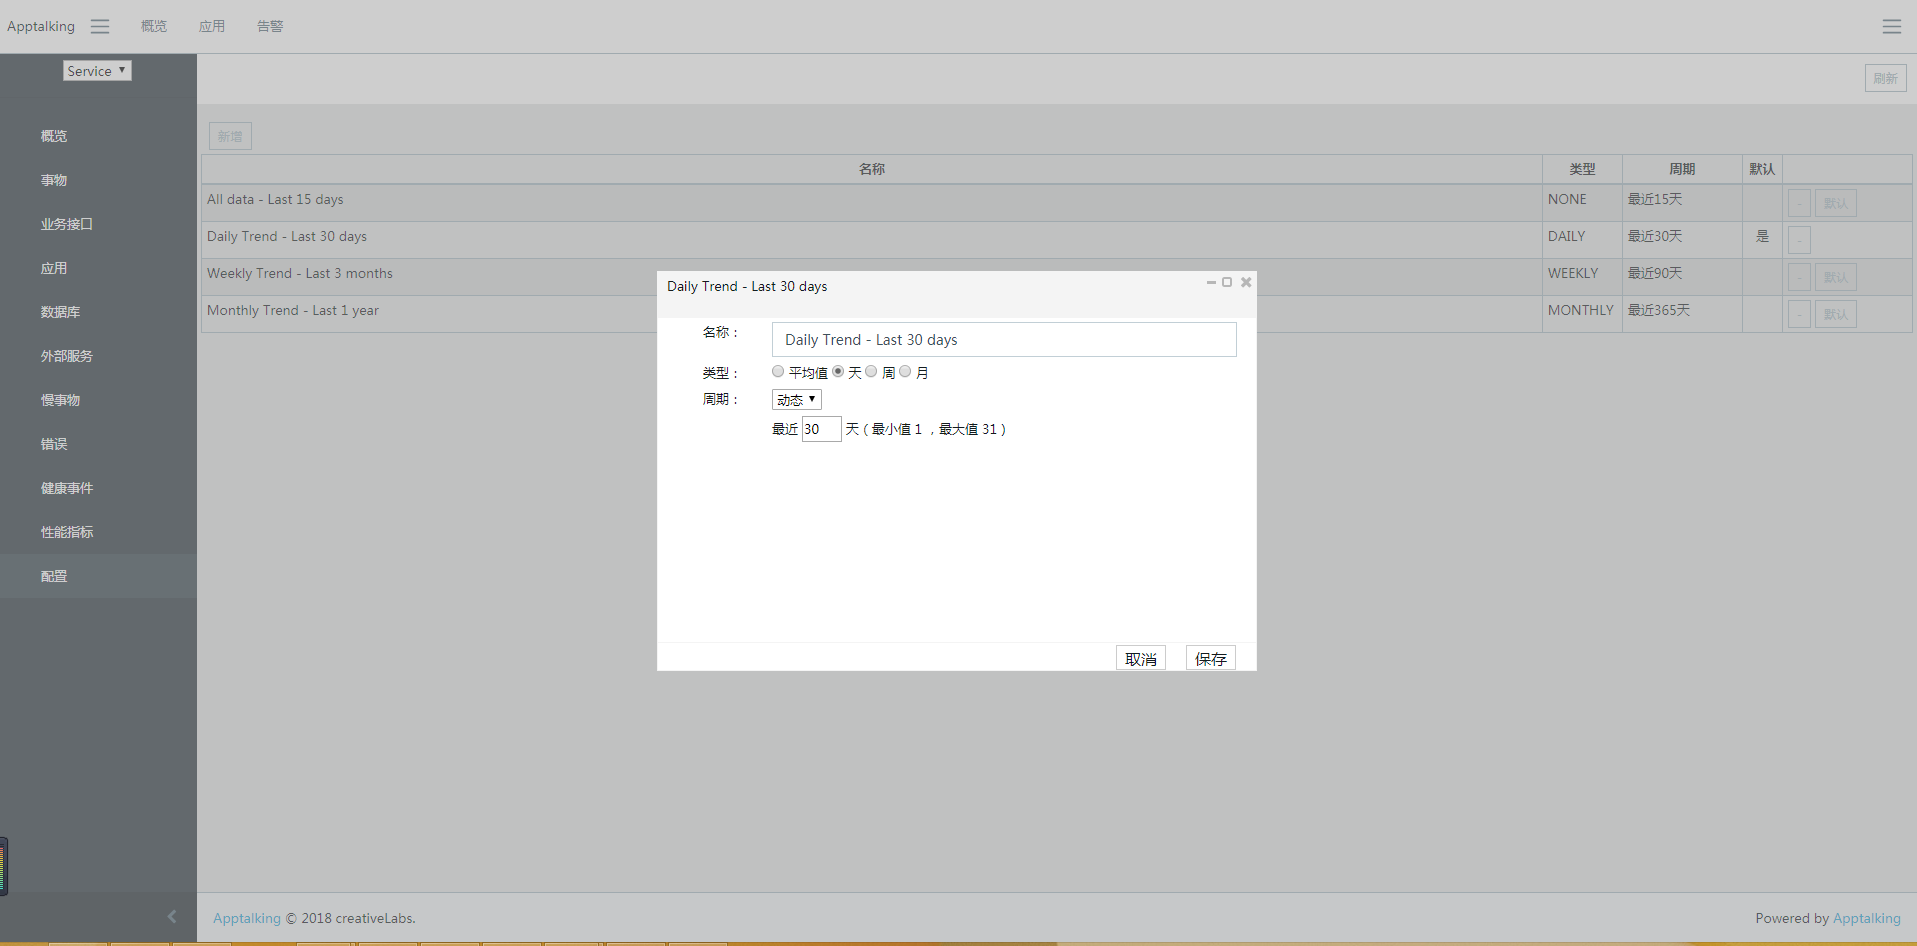 Apptalking 概览 应用 告警
Service
刷新
概览
事物
业务接口
应用
数据库
外部服务
慢事物
错误
健康事件
性能指标
配置
新增
名称 类型 周期 默认
All data - Last 15 days NONE 最近15天 - 默认
Daily Trend - Last 30 days DAILY 最近30天 是 -
Weekly Trend - Last 3 months WEEKLY 最近90天 - 默认
Monthly Trend - Last 1 year MONTHLY 最近365天 - 默认
Daily Trend - Last 30 days
名称： Daily Trend - Last 30 days
类型： 平均值 天 周 月
周期： 动态
最近 30 天（最小值 1 ，最大值 31）
取消 保存
Apptalking © 2018 creativeLabs. Powered by Apptalking